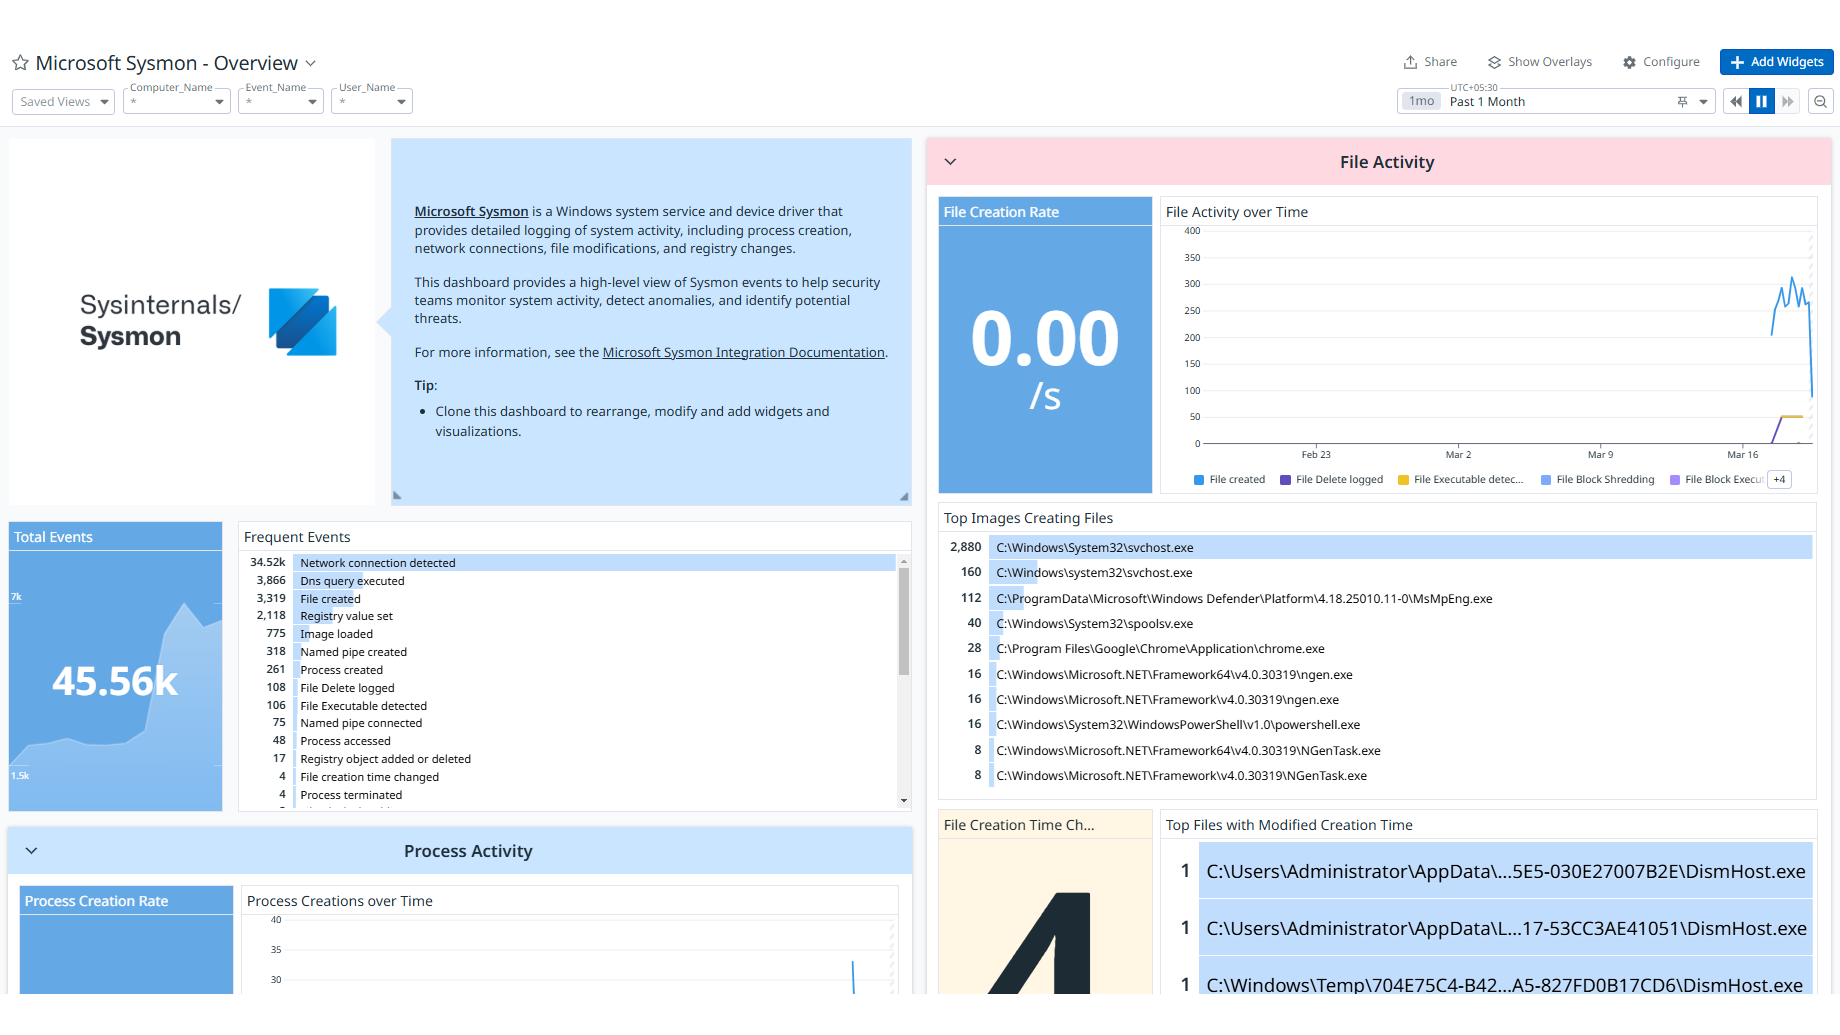 Microsoft Sysmon - Overview
Share
Show Overlays
Configure
Add Widgets
Saved Views
Computer_Name
*
Event_Name
*
User_Name
*
UTC+05:30
1mo
Past 1 Month
Sysinternals/
Sysmon
Microsoft Sysmon is a Windows system service and device driver that
provides detailed logging of system activity, including process creation,
network connections, file modifications, and registry changes.
This dashboard provides a high-level view of Sysmon events to help security
teams monitor system activity, detect anomalies, and identify potential
threats.
For more information, see the Microsoft Sysmon Integration Documentation.
Tip:
• Clone this dashboard to rearrange, modify and add widgets and
visualizations.
Total Events
7k
45.56k
1.5k
Frequent Events
34.52k Network connection detected
3,866 Dns query executed
3,319 File created
2,118 Registry value set
775 Image loaded
318 Named pipe created
261 Process created
108 File Delete logged
106 File Executable detected
75 Named pipe connected
48 Process accessed
17 Registry object added or deleted
4 File creation time changed
4 Process terminated
Process Activity
Process Creation Rate
Process Creations over Time
40
35
30
File Activity
File Creation Rate
0.00
/s
File Activity over Time
400
350
300
250
200
150
100
50
0
Feb 23
Mar 2
Mar 9
Mar 16
File created
File Delete logged
File Executable detec...
File Block Shredding
File Block Execut
+4
Top Images Creating Files
2,880 C:\Windows\System32\svchost.exe
160 C:\Windows\system32\svchost.exe
112 C:\ProgramData\Microsoft\Windows Defender\Platform\4.18.25010.11-0\MsMpEng.exe
40 C:\Windows\System32\spoolsv.exe
28 C:\Program Files\Google\Chrome\Application\chrome.exe
16 C:\Windows\Microsoft.NET\Framework64\v4.0.30319\ngen.exe
16 C:\Windows\Microsoft.NET\Framework\v4.0.30319\ngen.exe
16 C:\Windows\System32\WindowsPowerShell\v1.0\powershell.exe
8 C:\Windows\Microsoft.NET\Framework64\v4.0.30319\NGenTask.exe
8 C:\Windows\Microsoft.NET\Framework\v4.0.30319\NGenTask.exe
File Creation Time Ch...
4
Top Files with Modified Creation Time
1 C:\Users\Administrator\AppData\...5E5-030E27007B2E\DismHost.exe
1 C:\Users\Administrator\AppData\L...17-53CC3AE41051\DismHost.exe
1 C:\Windows\Temp\704E75C4-B42...A5-827FD0B17CD6\DismHost.exe